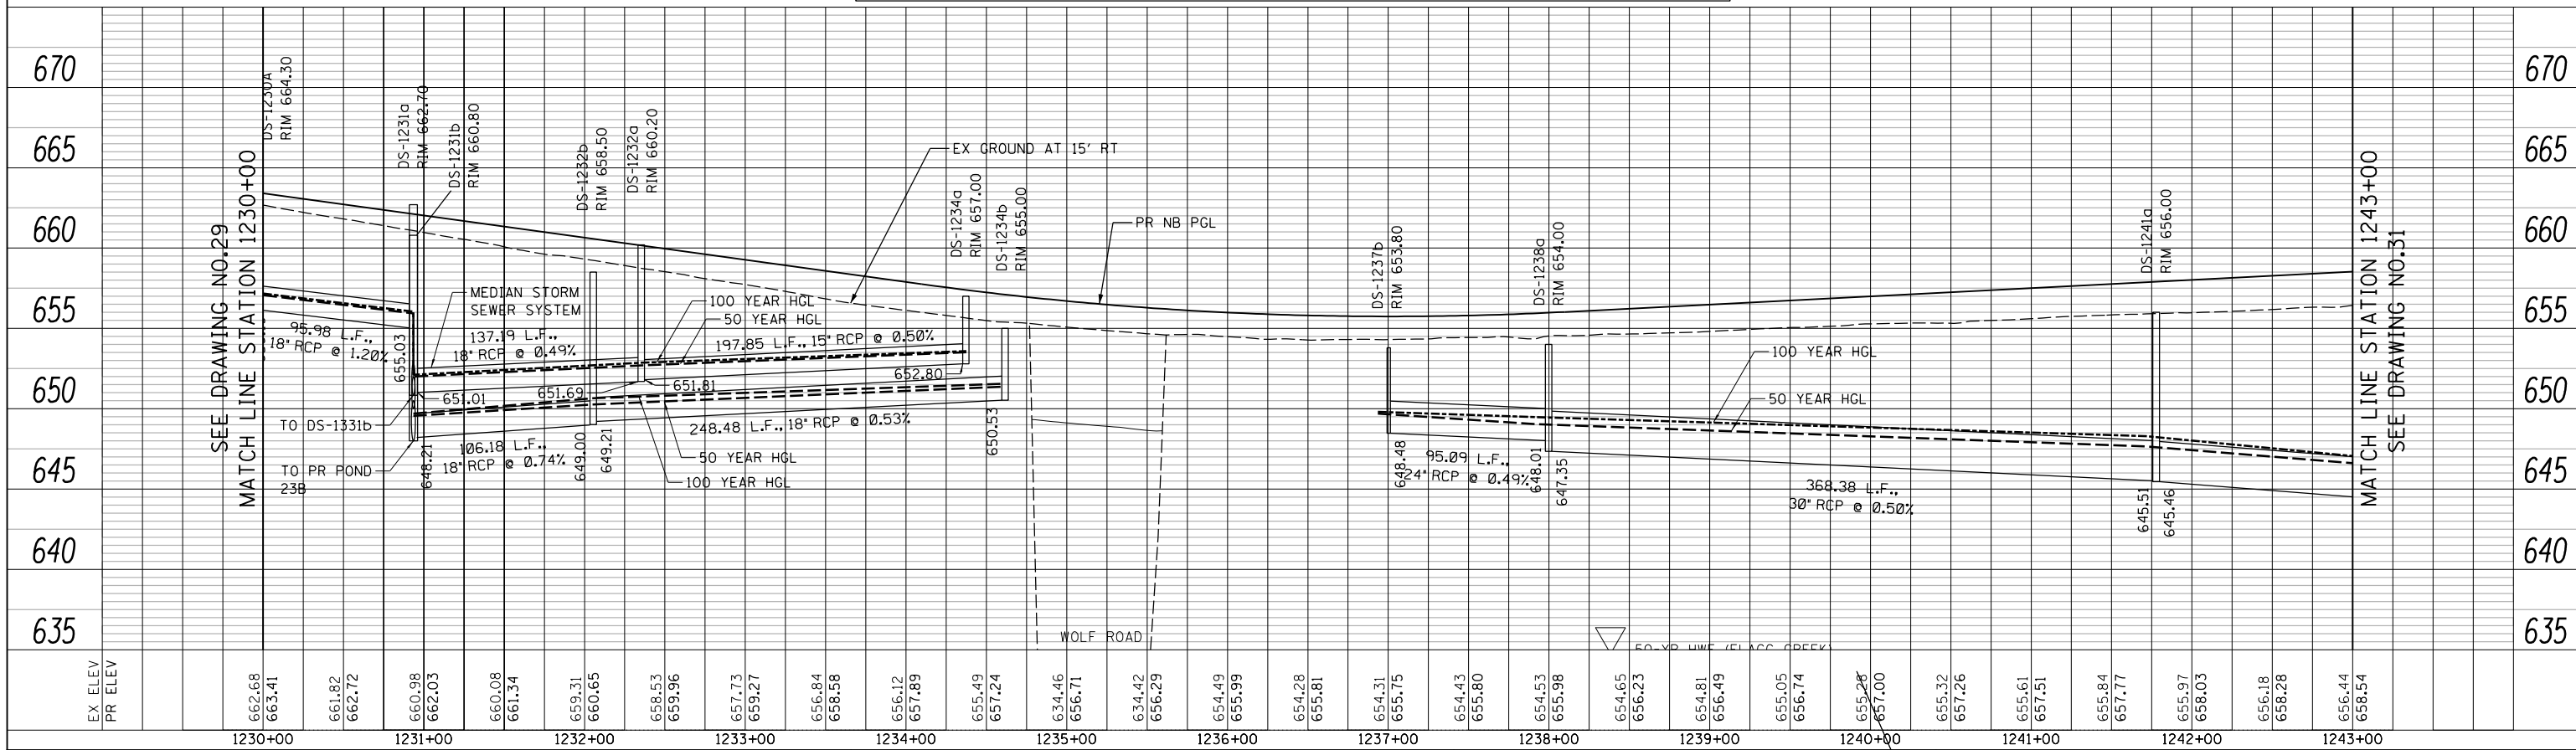 670
665
660
655
650
645
640
635
670
665
660
655
650
645
640
635
SEE DRAWING NO.29
MATCH LINE STATION 1230+00
DS-1230A
RIM 664.30
DS-1231a
RIM 662.70
DS-1231b
RIM 660.80
DS-1232b
RIM 658.50
DS-1232a
RIM 660.20
EX GROUND AT 15' RT
DS-1234a
RIM 657.00
DS-1234b
RIM 655.00
PR NB PGL
DS-1237b
RIM 653.80
DS-1238a
RIM 654.00
DS-1241a
RIM 656.00
MATCH LINE STATION 1243+00
SEE DRAWING NO.31
95.98 L.F.,
18" RCP @ 1.20%
655.03
MEDIAN STORM
SEWER SYSTEM
137.19 L.F.,
18" RCP @ 0.49%
100 YEAR HGL
50 YEAR HGL
197.85 L.F., 15" RCP @ 0.50%
651.01
651.69
651.81
652.80
TO DS-1331b
TO PR POND
23B
648.21
106.18 L.F.,
18" RCP @ 0.74%
649.00
649.21
248.48 L.F., 18" RCP @ 0.53%
50 YEAR HGL
100 YEAR HGL
650.53
WOLF ROAD
648.48
95.09 L.F.,
24" RCP @ 0.49%
648.01
647.35
100 YEAR HGL
50 YEAR HGL
368.38 L.F.,
30" RCP @ 0.50%
645.51
645.46
50-YR HWE (FLAGG CREEK)
EX ELEV
PR ELEV
662.68
663.41
661.82
662.72
660.98
662.03
660.08
661.34
659.31
660.65
658.53
659.96
657.73
659.27
656.84
658.58
656.12
657.89
655.49
657.24
634.46
656.71
634.42
656.29
654.49
655.99
654.28
655.81
654.31
655.75
654.43
655.80
654.53
655.98
654.65
656.23
654.81
656.49
655.05
656.74
655.28
657.00
655.32
657.26
655.61
657.51
655.84
657.77
655.97
658.03
656.18
658.28
656.44
658.54
1230+00
1231+00
1232+00
1233+00
1234+00
1235+00
1236+00
1237+00
1238+00
1239+00
1240+00
1241+00
1242+00
1243+00